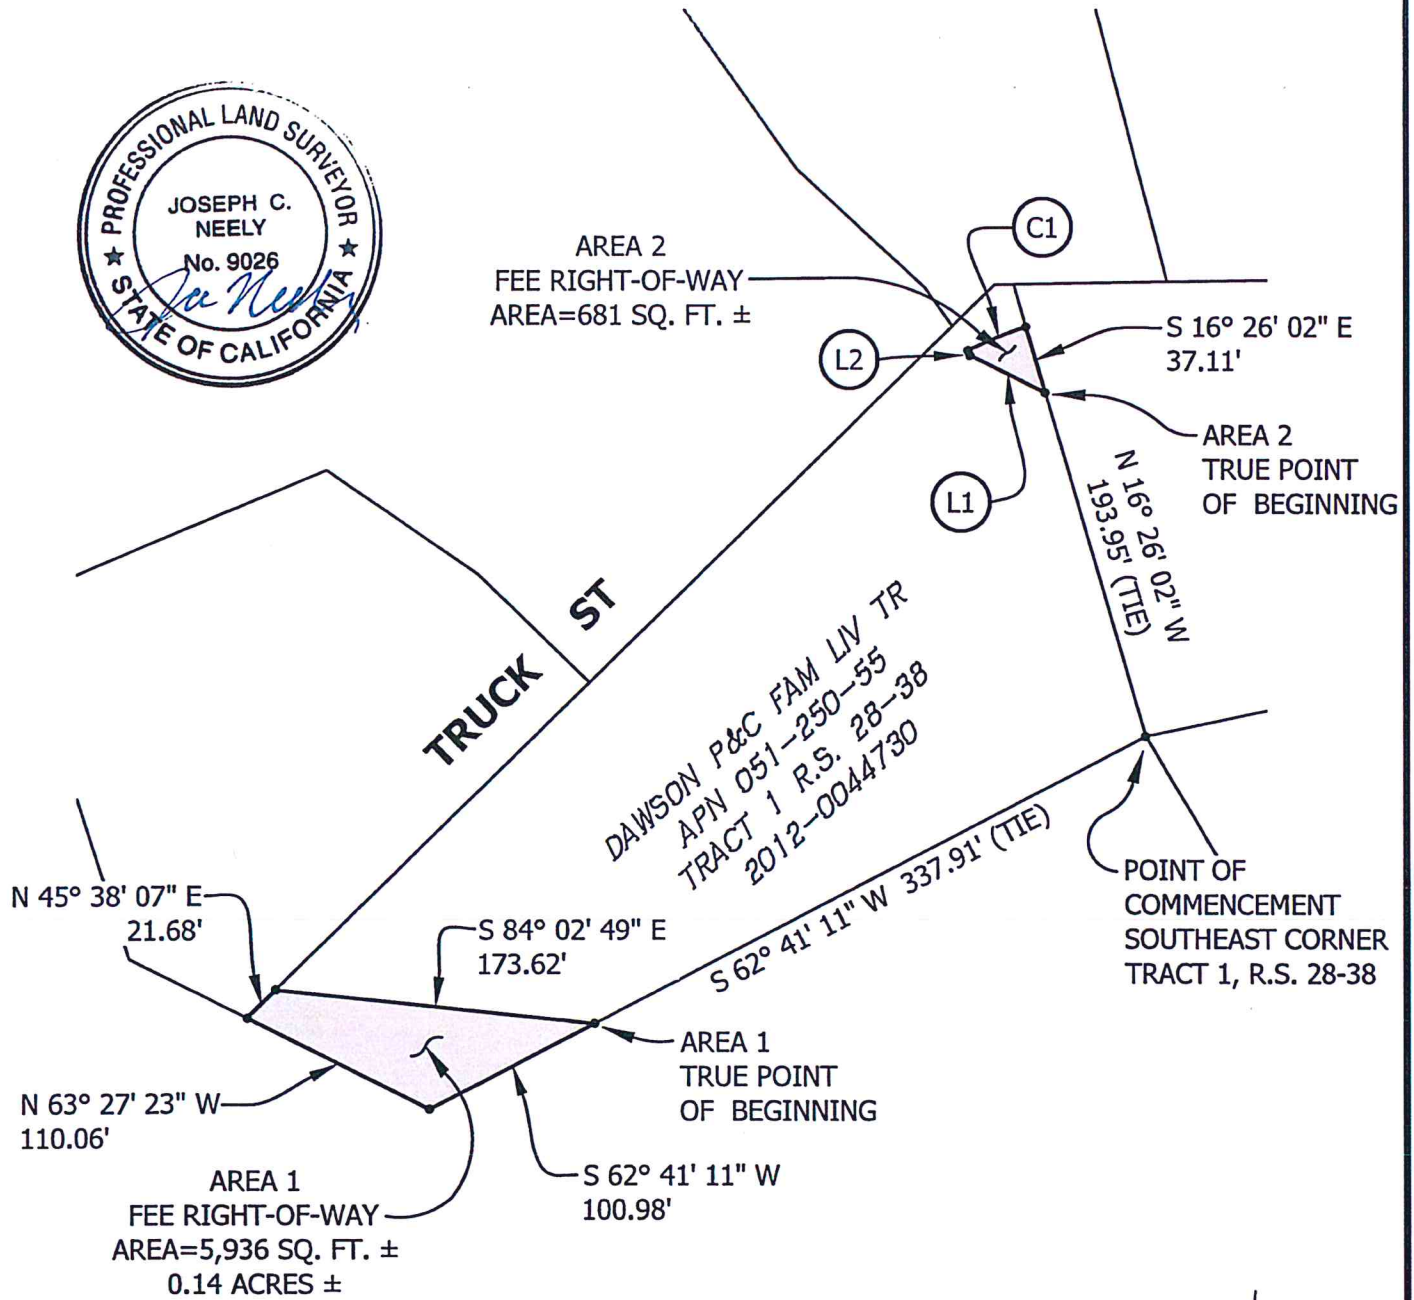 PROFESSIONAL LAND SURVEYOR
JOSEPH C.
NEELY
No. 9026
STATE OF CALIFORNIA
AREA 2
FEE RIGHT-OF-WAY
AREA=681 SQ. FT. ±
C1
L2
L1
S 16° 26' 02" E
37.11'
AREA 2
TRUE POINT
OF BEGINNING
N 16° 26' 02" W
193.95' (TIE)
TRUCK ST
DAWSON P&C FAM LIV TR
APN 051-250-55
TRACT 1 R.S. 28-38
2012-0044730
S 62° 41' 11" W 337.91' (TIE)
POINT OF
COMMENCEMENT
SOUTHEAST CORNER
TRACT 1, R.S. 28-38
N 45° 38' 07" E
21.68'
S 84° 02' 49" E
173.62'
AREA 1
TRUE POINT
OF BEGINNING
N 63° 27' 23" W
110.06'
S 62° 41' 11" W
100.98'
AREA 1
FEE RIGHT-OF-WAY
AREA=5,936 SQ. FT. ±
0.14 ACRES ±